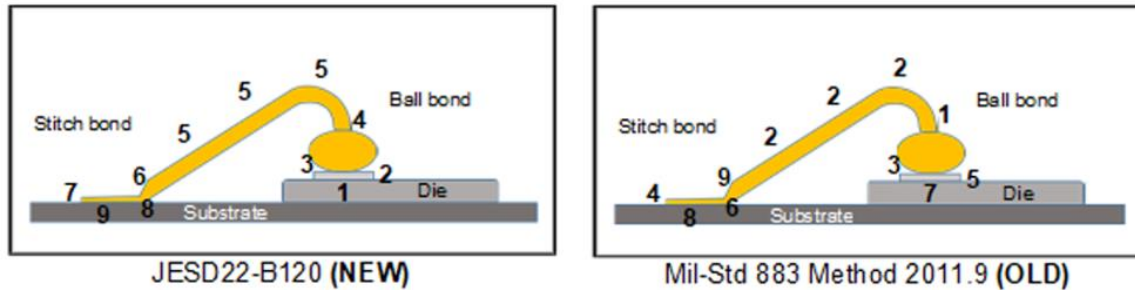 5
5
4
Ball bond
5
Stitch bond
6
3
2
7
1
Die
9
8
Substrate
JESD22-B120 (NEW)
2
2
1
Ball bond
2
Stitch bond
9
3
5
4
7
Die
8
6
Substrate
Mil-Std 883 Method 2011.9 (OLD)